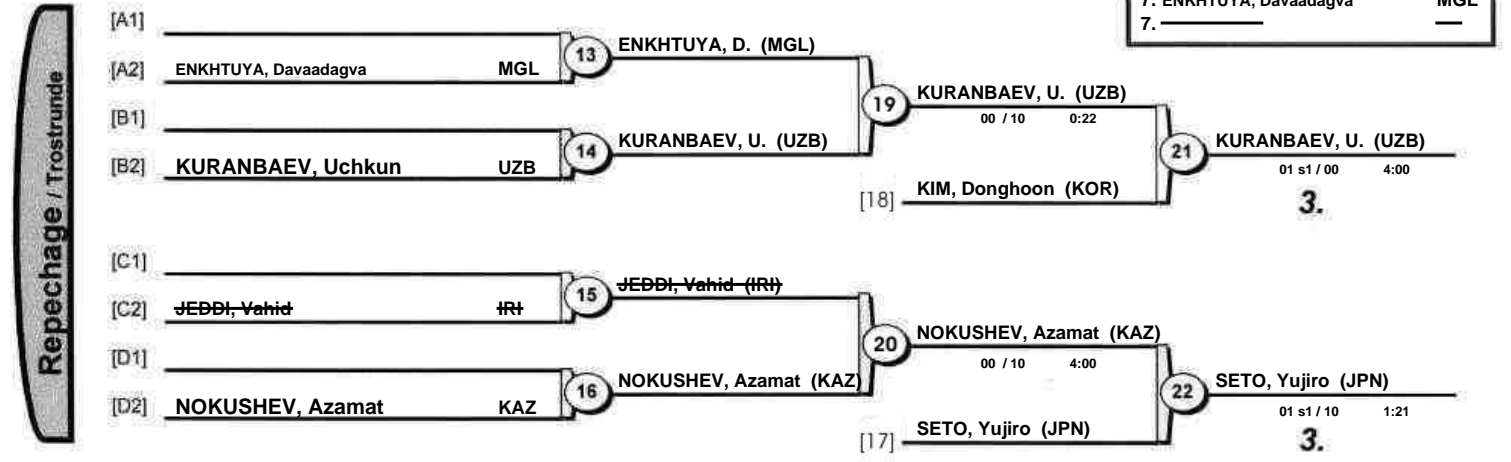 7. ENKHTUYA, Davaadagva MGL
7.
Repechage / Trostrunde
[A1]
[A2] ENKHTUYA, Davaadagva MGL
13 ENKHTUYA, D. (MGL)
[B1]
[B2] KURANBAEV, Uchkun UZB
14 KURANBAEV, U. (UZB)
19 KURANBAEV, U. (UZB)
00 / 10 0:22
[18] KIM, Donghoon (KOR)
21 KURANBAEV, U. (UZB)
01 s1 / 00 4:00
3.
[C1]
[C2] JEDDI, Vahid IRI
15 JEDDI, Vahid (IRI)
[D1]
[D2] NOKUSHEV, Azamat KAZ
16 NOKUSHEV, Azamat (KAZ)
20 NOKUSHEV, Azamat (KAZ)
00 / 10 4:00
[17] SETO, Yujiro (JPN)
22 SETO, Yujiro (JPN)
01 s1 / 10 1:21
3.